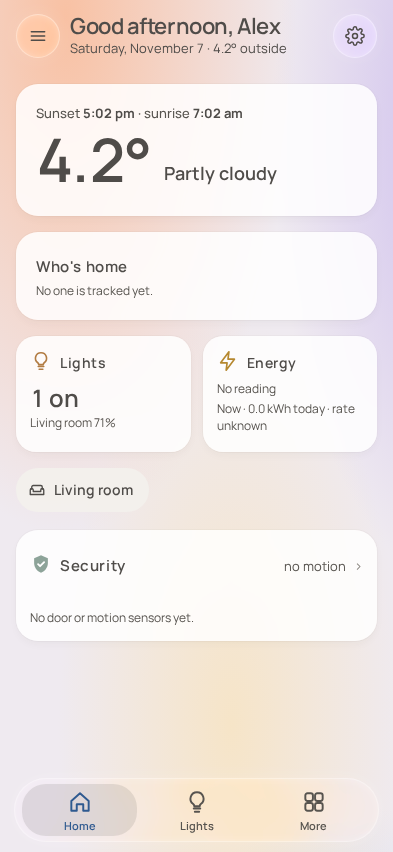 Good afternoon, Alex
Saturday, November 7 · 4.2° outside
Sunset 5:02 pm · sunrise 7:02 am
4.2° Partly cloudy
Who's home
No one is tracked yet.
Lights
1 on
Living room 71%
Energy
No reading
Now · 0.0 kWh today · rate
unknown
Living room
Security no motion
No door or motion sensors yet.
Home Lights More